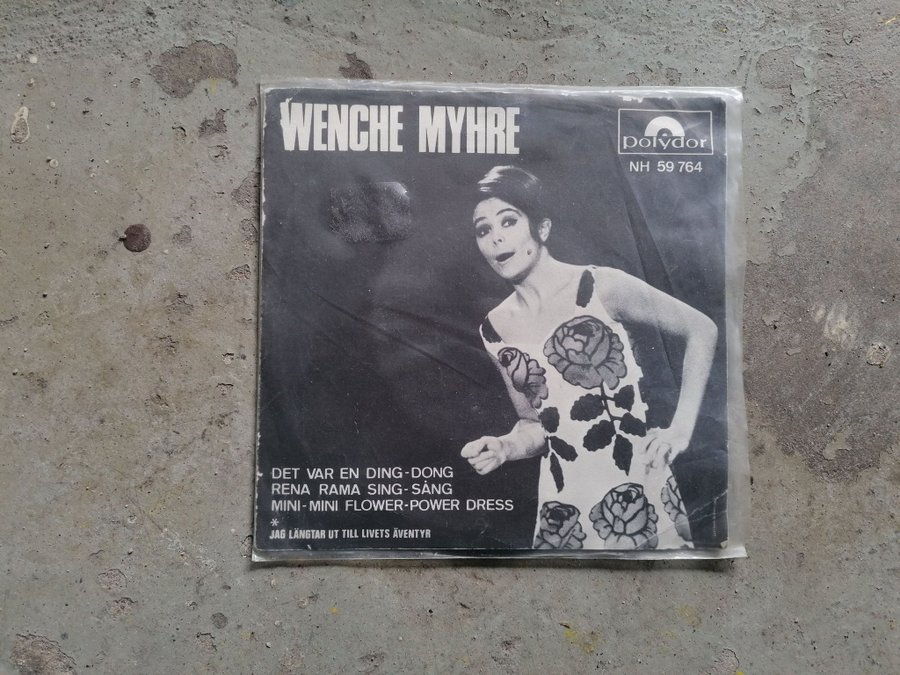 WENCHE MYHRE
polydor
NH 59 764
DET VAR EN DING-DONG
RENA RAMA SING-SÅNG
MINI-MINI FLOWER-POWER DRESS
*
JAG LÄNGTAR UT TILL LIVETS ÄVENTYR